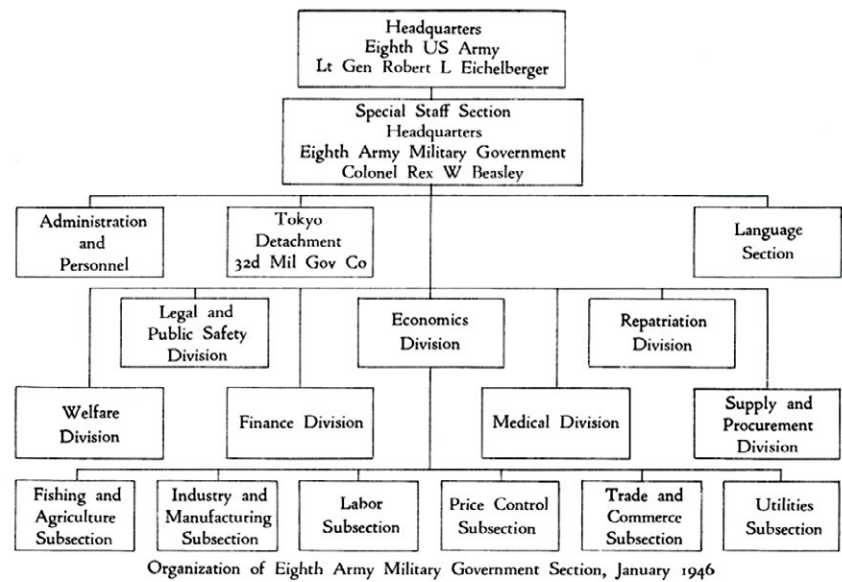 Headquarters
Eighth US Army
Lt Gen Robert L Eichelberger
Special Staff Section
Headquarters
Eighth Army Military Government
Colonel Rex W Beasley
Administration
and
Personnel
Tokyo
Detachment
32d Mil Gov Co
Language
Section
Legal and
Public Safety
Division
Economics
Division
Repatriation
Division
Welfare
Division
Finance Division
Medical Division
Supply and
Procurement
Division
Fishing and
Agriculture
Subsection
Industry and
Manufacturing
Subsection
Labor
Subsection
Price Control
Subsection
Trade and
Commerce
Subsection
Utilities
Subsection
Organization of Eighth Army Military Government Section, January 1946